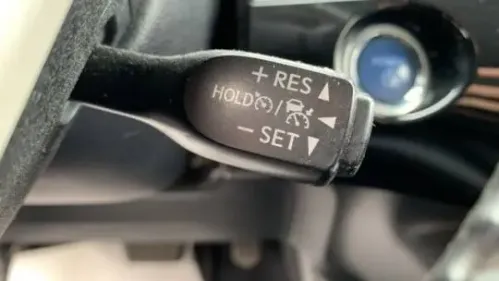 + RES ▲
HOLD / ◀
− SET ▼